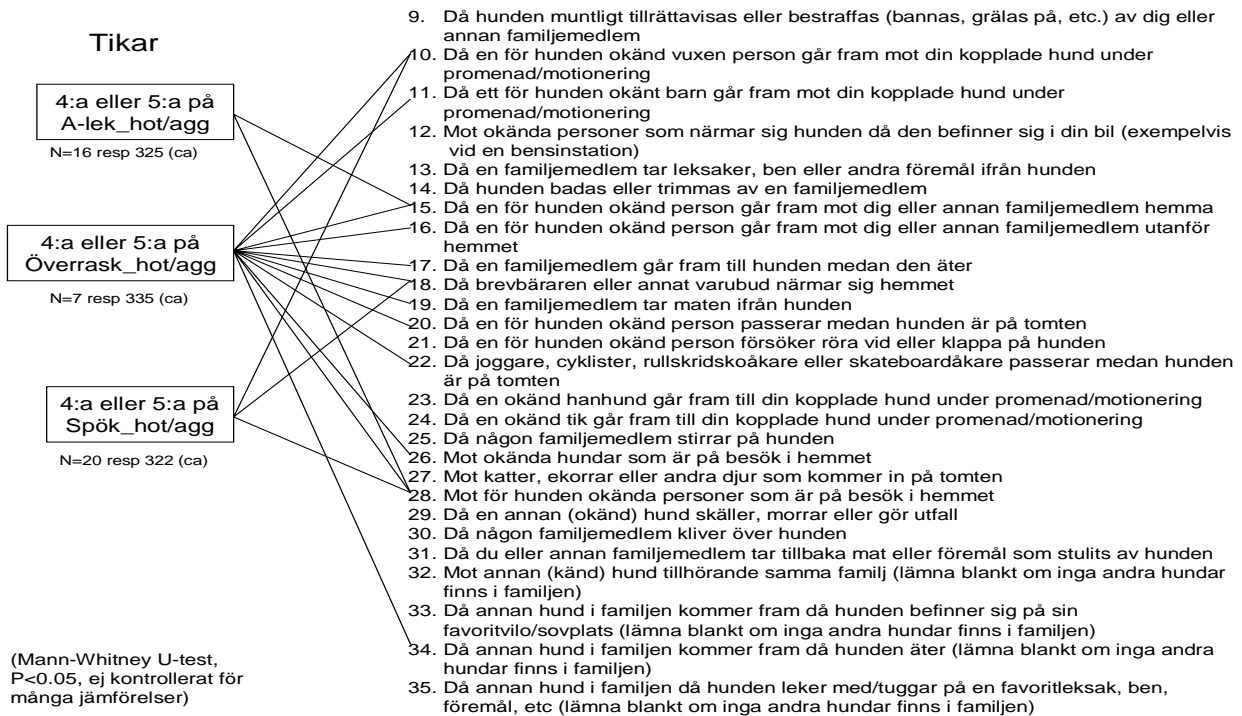 Tikar
4:a eller 5:a på
A-lek_hot/agg
N=16 resp 325 (ca)
4:a eller 5:a på
Överrask_hot/agg
N=7 resp 335 (ca)
4:a eller 5:a på
Spök_hot/agg
N=20 resp 322 (ca)
(Mann-Whitney U-test,
P<0.05, ej kontrollerat för
många jämförelser)
9. Då hunden muntligt tillrättavisas eller bestraffas (bannas, grälas på, etc.) av dig eller
annan familjemedlem
10. Då en för hunden okänd vuxen person går fram mot din kopplade hund under
promenad/motionering
11. Då ett för hunden okänt barn går fram mot din kopplade hund under
promenad/motionering
12. Mot okända personer som närmar sig hunden då den befinner sig i din bil (exempelvis
vid en bensinstation)
13. Då en familjemedlem tar leksaker, ben eller andra föremål ifrån hunden
14. Då hunden badas eller trimmas av en familjemedlem
15. Då en för hunden okänd person går fram mot dig eller annan familjemedlem hemma
16. Då en för hunden okänd person går fram mot dig eller annan familjemedlem utanför
hemmet
17. Då en familjemedlem går fram till hunden medan den äter
18. Då brevbäraren eller annat varubud närmar sig hemmet
19. Då en familjemedlem tar maten ifrån hunden
20. Då en för hunden okänd person passerar medan hunden är på tomten
21. Då en för hunden okänd person försöker röra vid eller klappa på hunden
22. Då joggare, cyklister, rullskridskoåkare eller skateboardåkare passerar medan hunden
är på tomten
23. Då en okänd hanhund går fram till din kopplade hund under promenad/motionering
24. Då en okänd tik går fram till din kopplade hund under promenad/motionering
25. Då någon familjemedlem stirrar på hunden
26. Mot okända hundar som är på besök i hemmet
27. Mot katter, ekorrar eller andra djur som kommer in på tomten
28. Mot för hunden okända personer som är på besök i hemmet
29. Då en annan (okänd) hund skäller, morrar eller gör utfall
30. Då någon familjemedlem kliver över hunden
31. Då du eller annan familjemedlem tar tillbaka mat eller föremål som stulits av hunden
32. Mot annan (känd) hund tillhörande samma familj (lämna blankt om inga andra hundar
finns i familjen)
33. Då annan hund i familjen kommer fram då hunden befinner sig på sin
favoritvilo/sovplats (lämna blankt om inga andra hundar finns i familjen)
34. Då annan hund i familjen kommer fram då hunden äter (lämna blankt om inga andra
hundar finns i familjen)
35. Då annan hund i familjen då hunden leker med/tuggar på en favoritleksak, ben,
föremål, etc (lämna blankt om inga andra hundar finns i familjen)